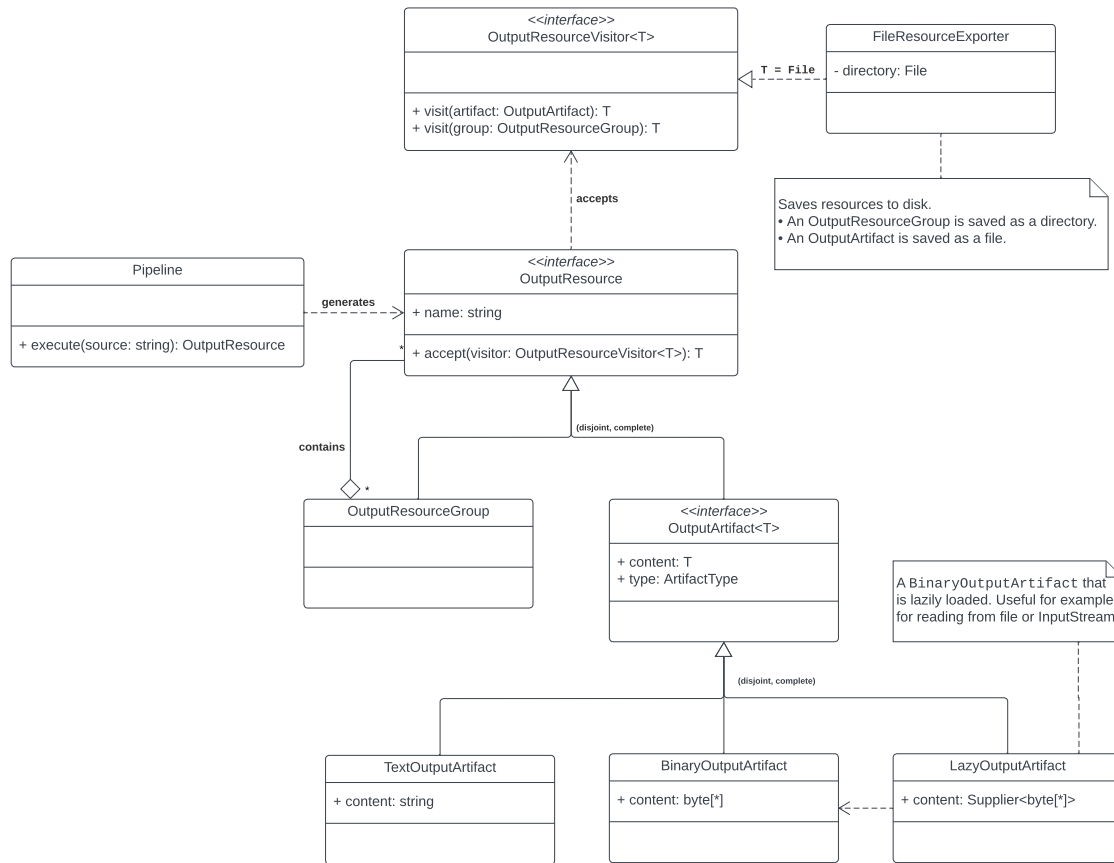 <<interface>>
OutputResourceVisitor<T>
+ visit(artifact: OutputArtifact): T
+ visit(group: OutputResourceGroup): T
T = File
FileResourceExporter
- directory: File
Saves resources to disk.
• An OutputResourceGroup is saved as a directory.
• An OutputArtifact is saved as a file.
accepts
Pipeline
+ execute(source: string): OutputResource
generates
<<interface>>
OutputResource
+ name: string
+ accept(visitor: OutputResourceVisitor<T>): T
*
(disjoint, complete)
contains
*
OutputResourceGroup
<<interface>>
OutputArtifact<T>
+ content: T
+ type: ArtifactType
A BinaryOutputArtifact that
is lazily loaded. Useful for example
for reading from file or InputStream
(disjoint, complete)
TextOutputArtifact
+ content: string
BinaryOutputArtifact
+ content: byte[*]
LazyOutputArtifact
+ content: Supplier<byte[*]>